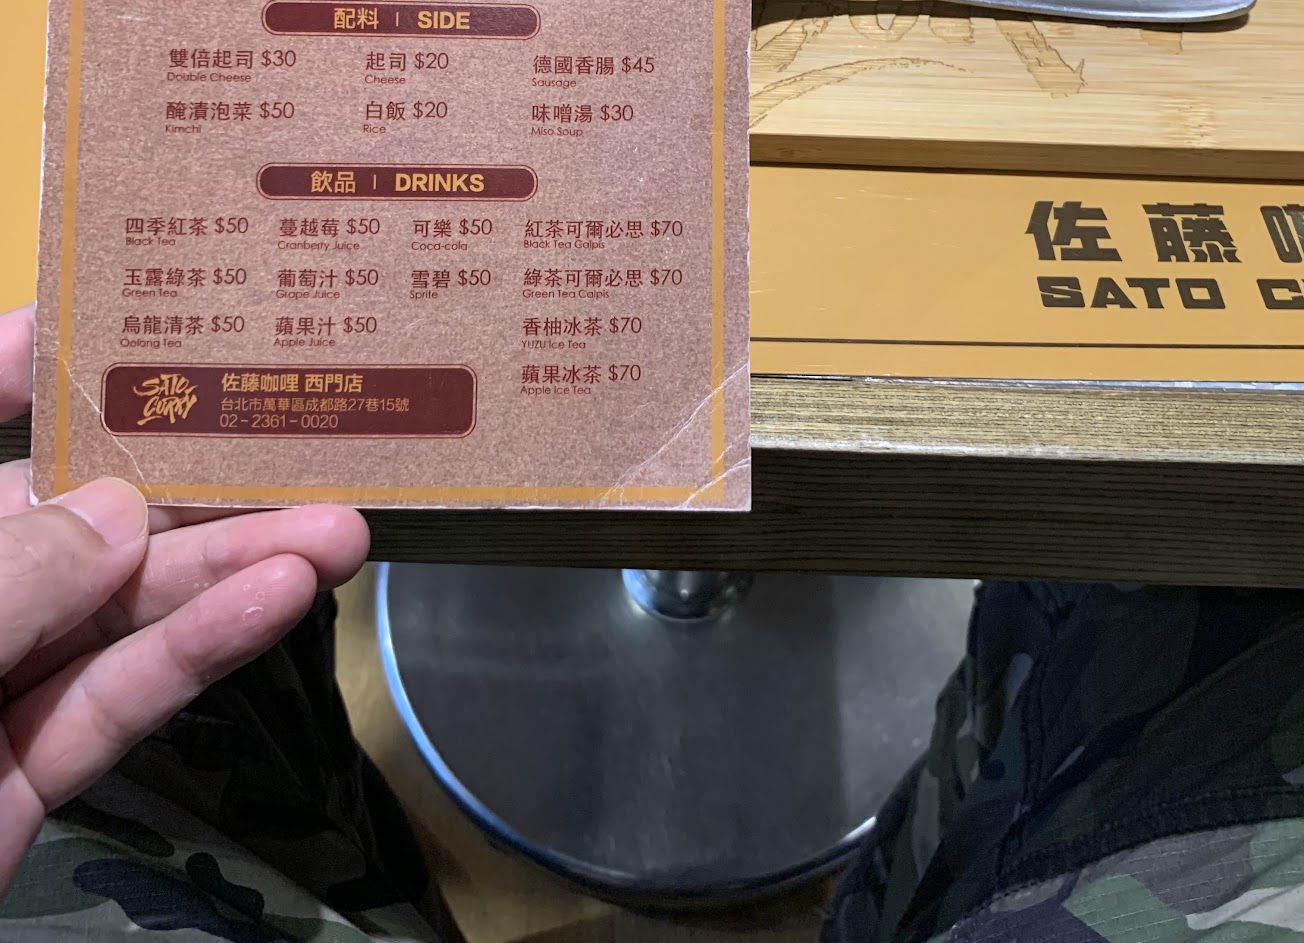 配料 | SIDE
雙倍起司 $30 起司 $20 德國香腸 $45
Double Cheese Cheese Sausage
醃漬泡菜 $50 白飯 $20 味噌湯 $30
Kimchi Rice Miso Soup
飲品 | DRINKS
四季紅茶 $50 蔓越莓 $50 可樂 $50 紅茶可爾必思 $70
Black Tea Cranberry Juice Coca-cola Black Tea Calpis
玉露綠茶 $50 葡萄汁 $50 雪碧 $50 綠茶可爾必思 $70
Green Tea Grape Juice Sprite Green Tea Calpis
烏龍清茶 $50 蘋果汁 $50 香柚冰茶 $70
Oolong Tea Apple Juice YUZU Ice Tea
蘋果冰茶 $70
Apple Ice Tea
SATO CURRY
佐藤咖哩 西門店
台北市萬華區成都路27巷15號
02-2361-0020
佐藤
SATO C